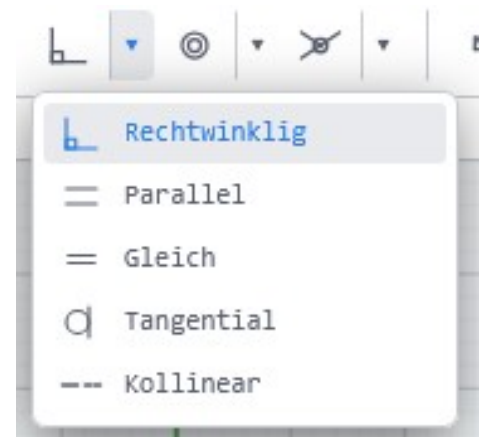 Rechtwinklig
Parallel
Gleich
Tangential
Kollinear